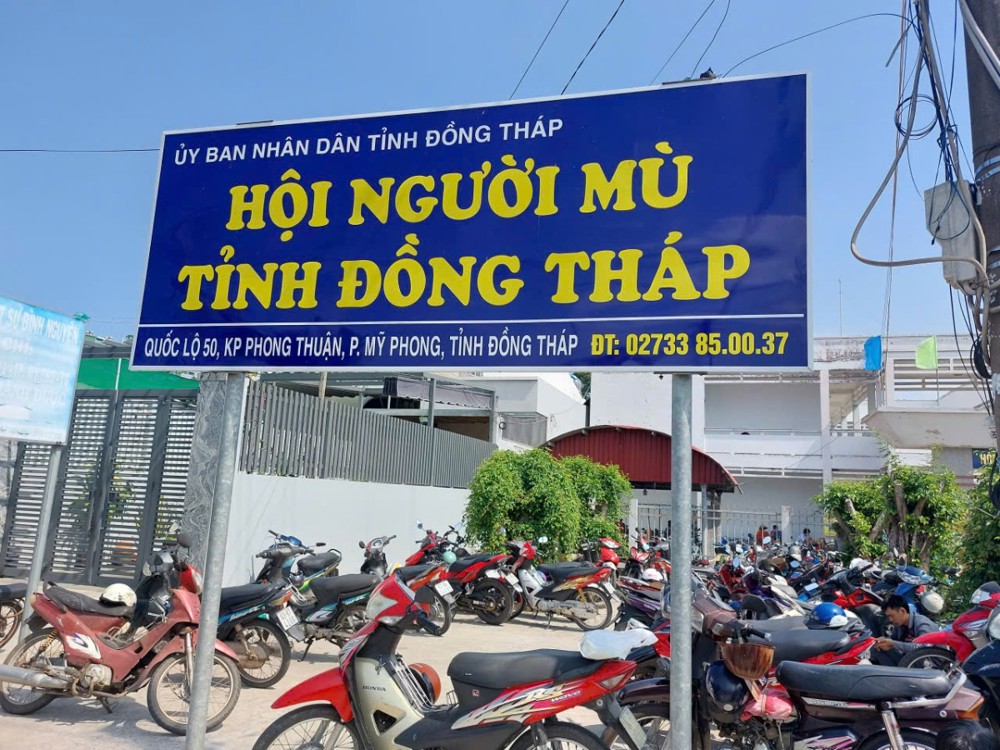 ỦY BAN NHÂN DÂN TỈNH ĐỒNG THÁP
HỘI NGƯỜI MÙ
TỈNH ĐỒNG THÁP
QUỐC LỘ 50, KP PHONG THUẬN, P. MỸ PHONG, TỈNH ĐỒNG THÁP ĐT: 02733 85.00.37
HONDA